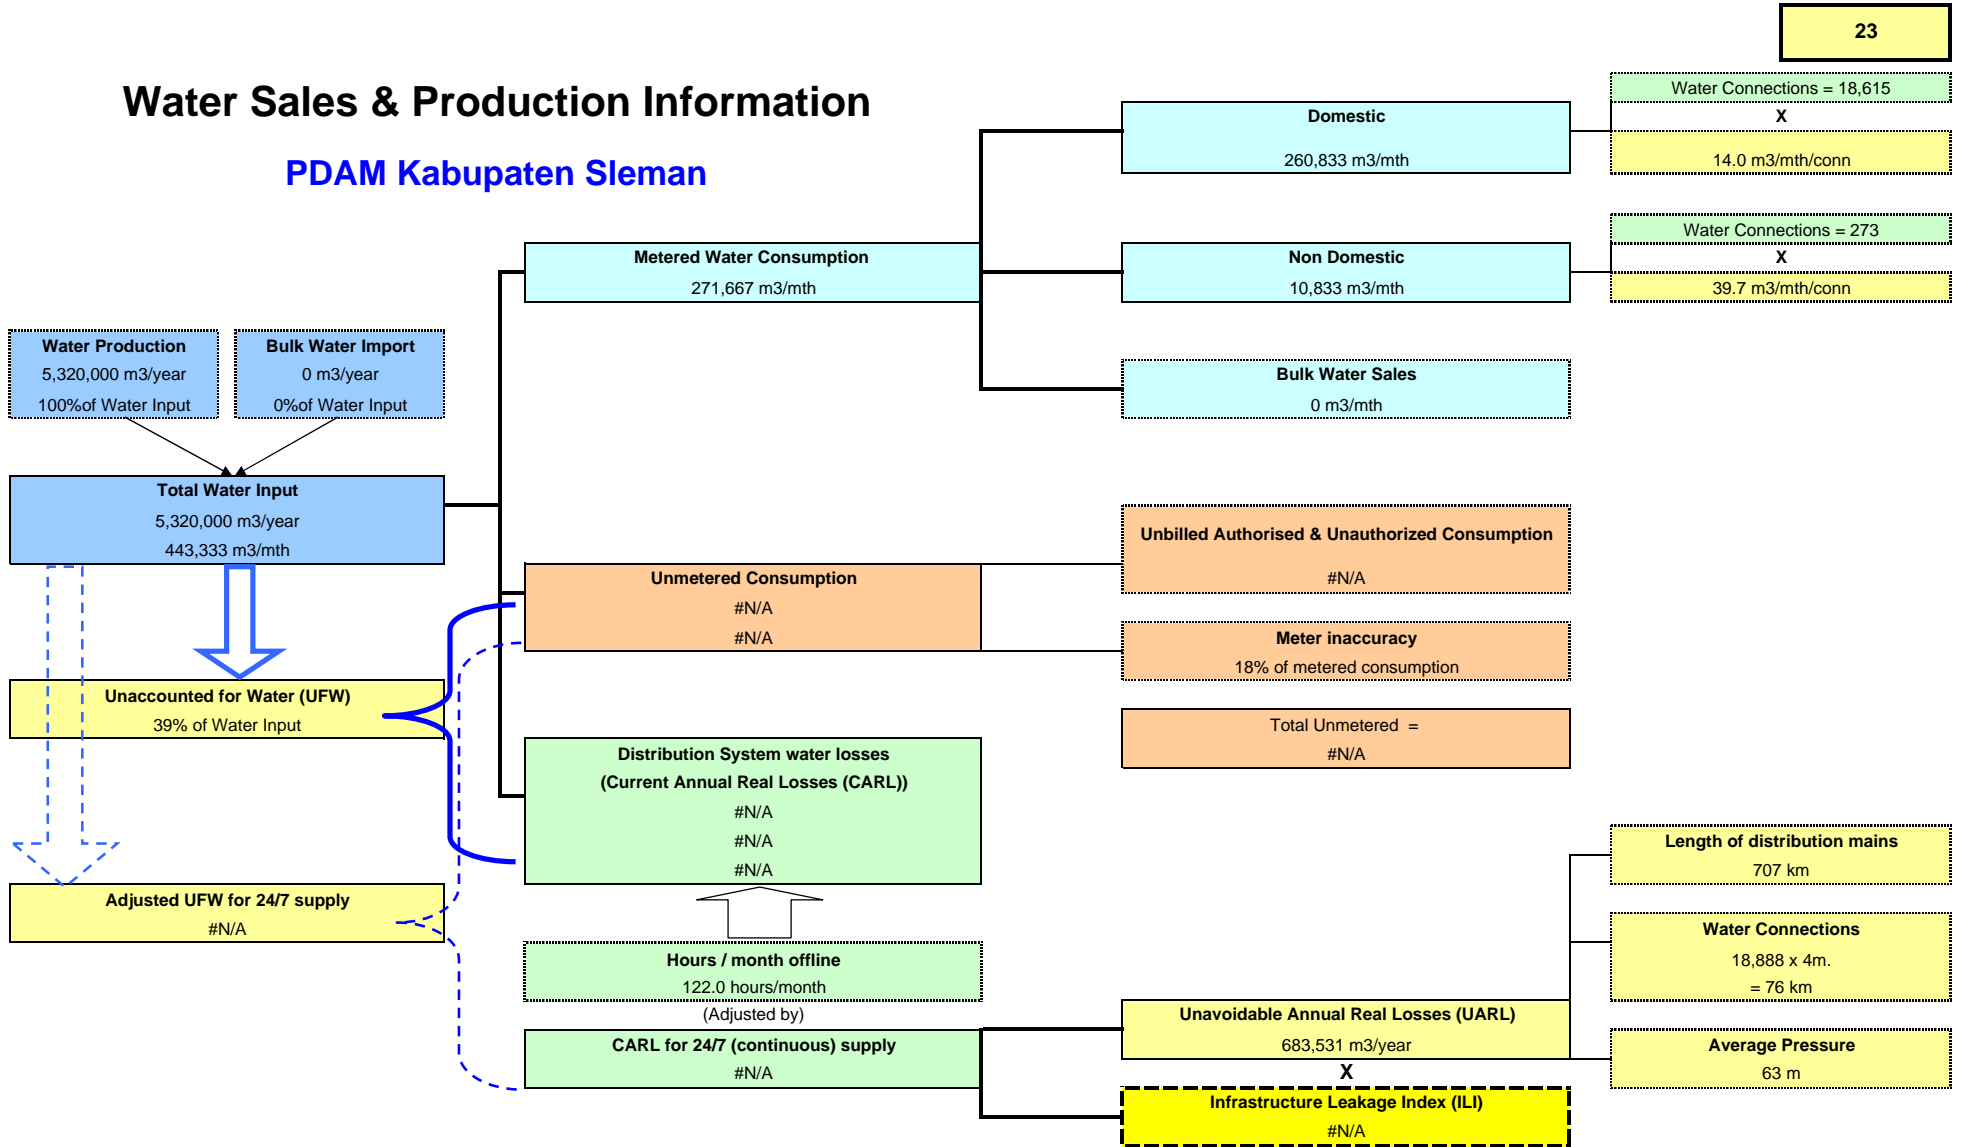 23
Water Sales & Production Information
PDAM Kabupaten Sleman
Water Connections = 18,615
X
14.0 m3/mth/conn
Domestic
260,833 m3/mth
Water Connections = 273
X
39.7 m3/mth/conn
Metered Water Consumption
271,667 m3/mth
Non Domestic
10,833 m3/mth
Bulk Water Sales
0 m3/mth
Water Production
5,320,000 m3/year
100%of Water Input
Bulk Water Import
0 m3/year
0%of Water Input
Total Water Input
5,320,000 m3/year
443,333 m3/mth
Unbilled Authorised & Unauthorized Consumption
#N/A
Unmetered Consumption
#N/A
#N/A
Meter inaccuracy
18% of metered consumption
Total Unmetered =
#N/A
Unaccounted for Water (UFW)
39% of Water Input
Distribution System water losses
(Current Annual Real Losses (CARL))
#N/A
#N/A
#N/A
Adjusted UFW for 24/7 supply
#N/A
Hours / month offline
122.0 hours/month
(Adjusted by)
CARL for 24/7 (continuous) supply
#N/A
Length of distribution mains
707 km
Water Connections
18,888 x 4m.
= 76 km
Unavoidable Annual Real Losses (UARL)
683,531 m3/year
X
Infrastructure Leakage Index (ILI)
#N/A
Average Pressure
63 m